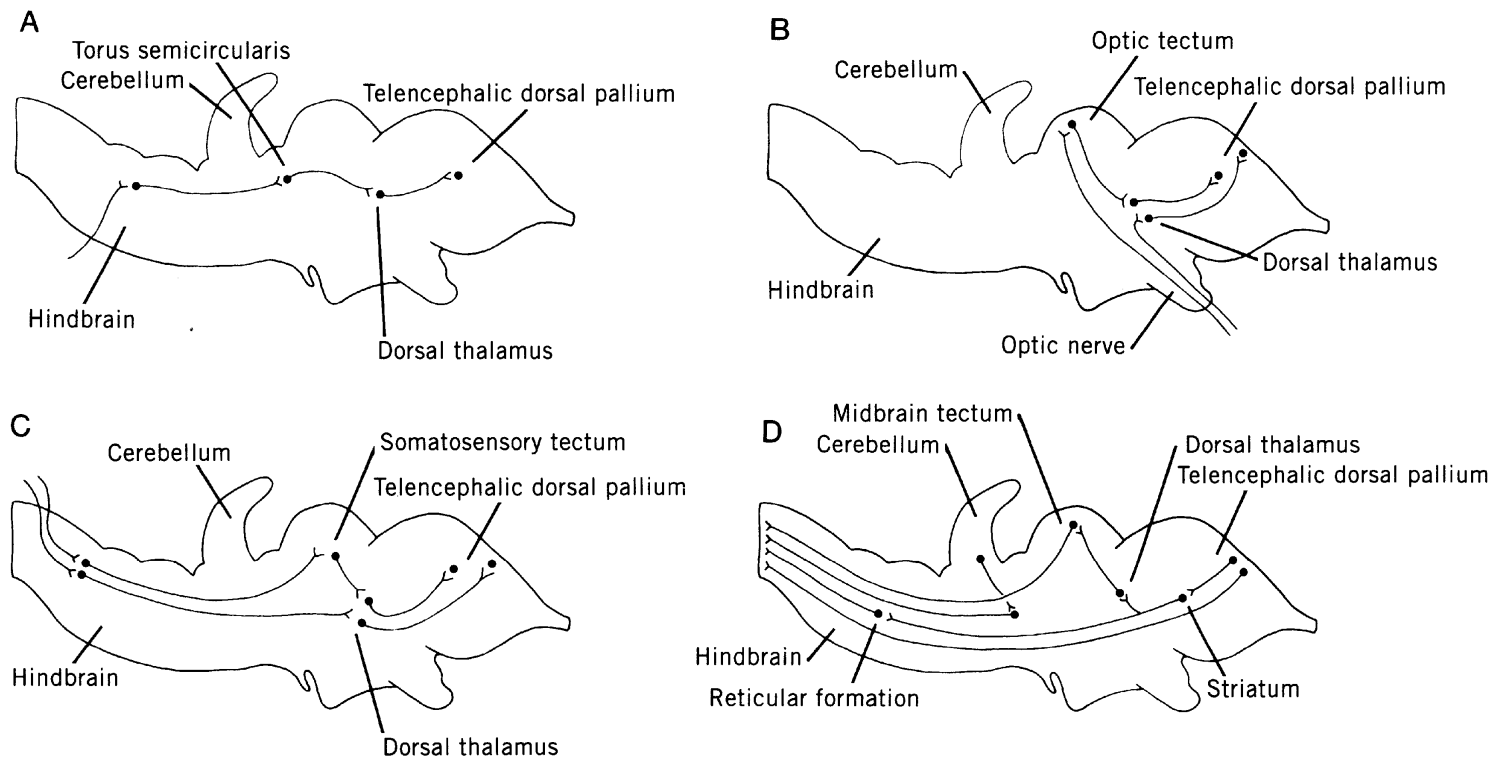 A
Torus semicircularis
Cerebellum
Telencephalic dorsal pallium
Hindbrain
Dorsal thalamus
B
Optic tectum
Cerebellum
Telencephalic dorsal pallium
Dorsal thalamus
Hindbrain
Optic nerve
C
Somatosensory tectum
Cerebellum
Telencephalic dorsal pallium
Hindbrain
Dorsal thalamus
D
Midbrain tectum
Cerebellum
Dorsal thalamus
Telencephalic dorsal pallium
Hindbrain
Reticular formation
Striatum